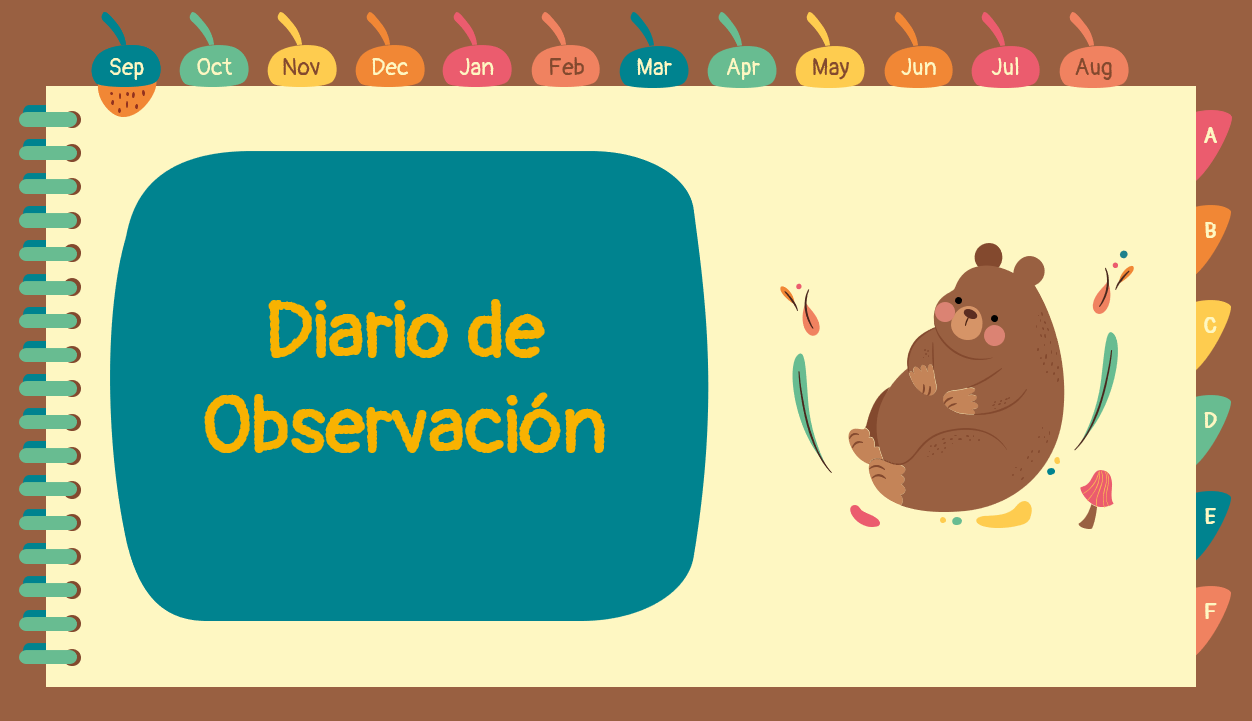 Sep Oct Nov Dec Jan Feb Mar Apr May Jun Jul Aug
A
B
C
D
E
F
Diario de
Observación